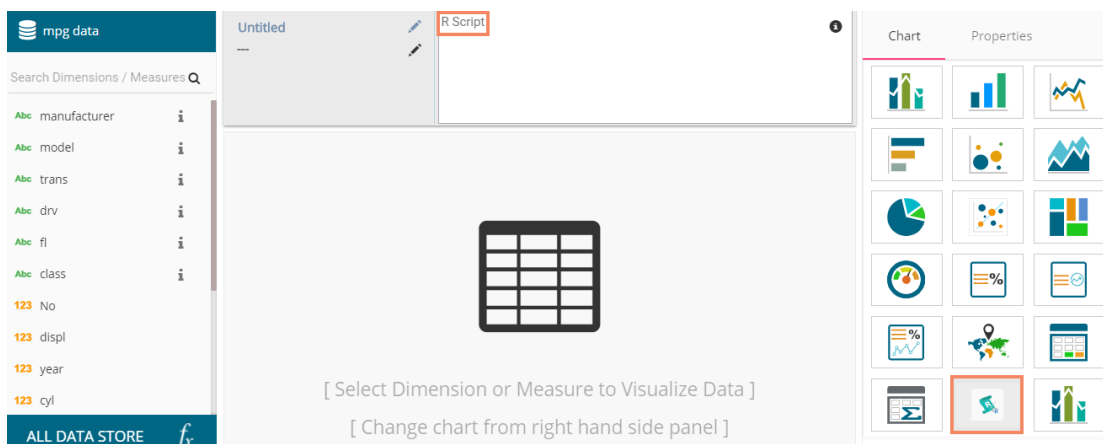 mpg data
Search Dimensions / Measures
Abc manufacturer
Abc model
Abc trans
Abc drv
Abc fl
Abc class
123 No
123 displ
123 year
123 cyl
ALL DATA STORE fx
Untitled
---
R Script
[ Select Dimension or Measure to Visualize Data ]
[ Change chart from right hand side panel ]
Chart Properties
%
%